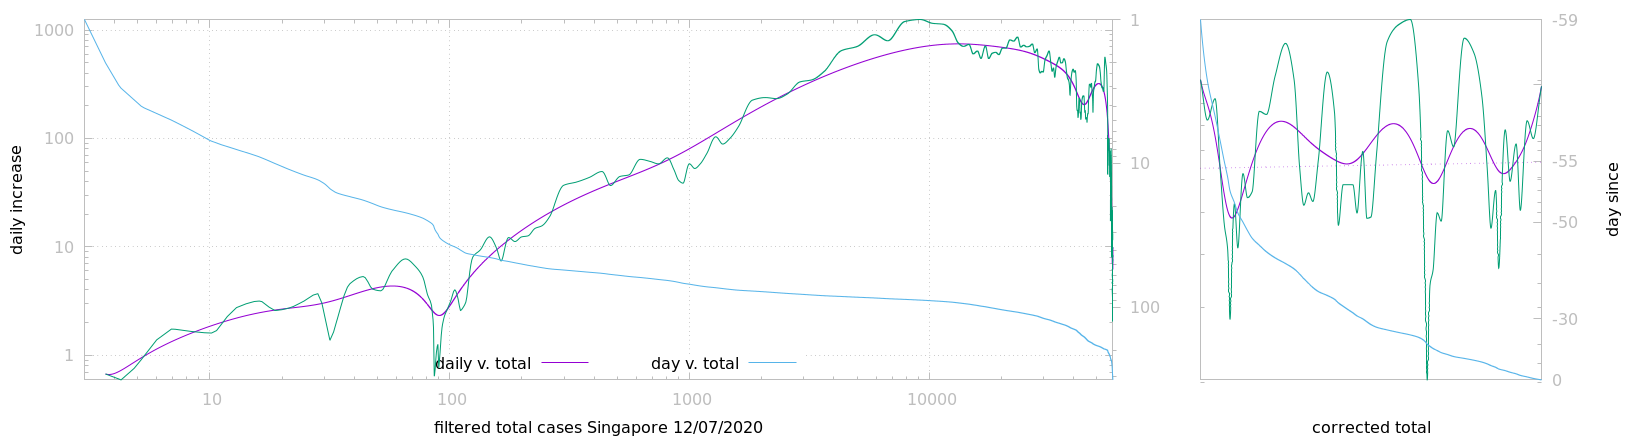 1000
100
10
1
daily increase
10
100
1000
10000
filtered total cases Singapore 12/07/2020
daily v. total
day v. total
1
10
100
-59
-55
-50
-30
0
day since
corrected total